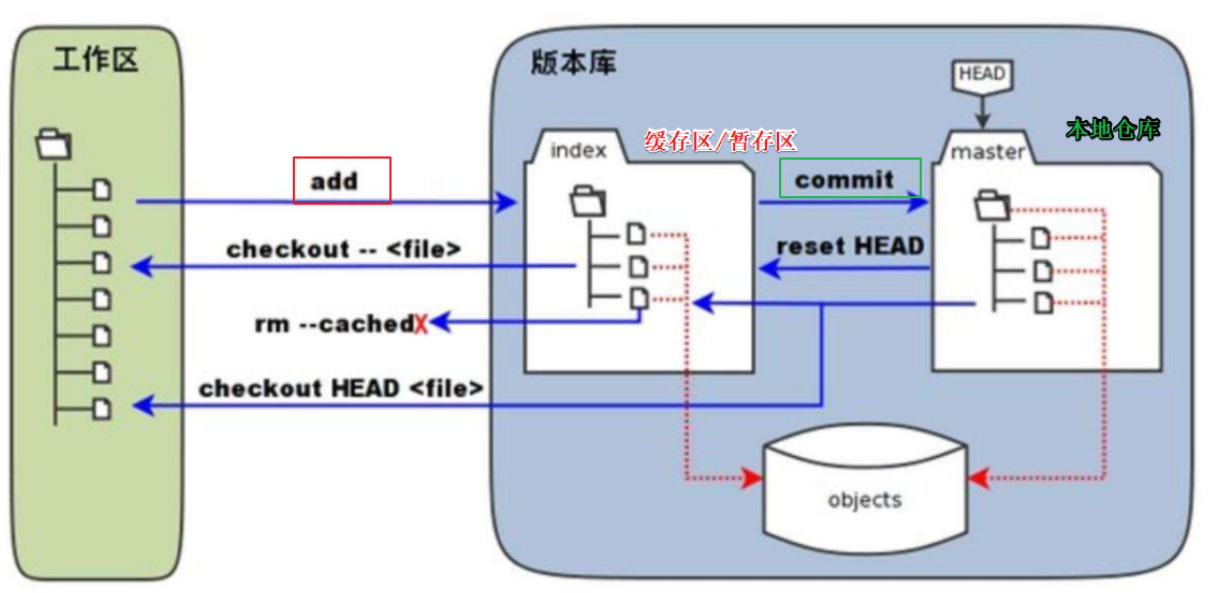 工作区
版本库
HEAD
本地仓库
index
缓存区/暂存区
master
add
commit
checkout -- <file>
reset HEAD
rm --cachedX
checkout HEAD <file>
objects